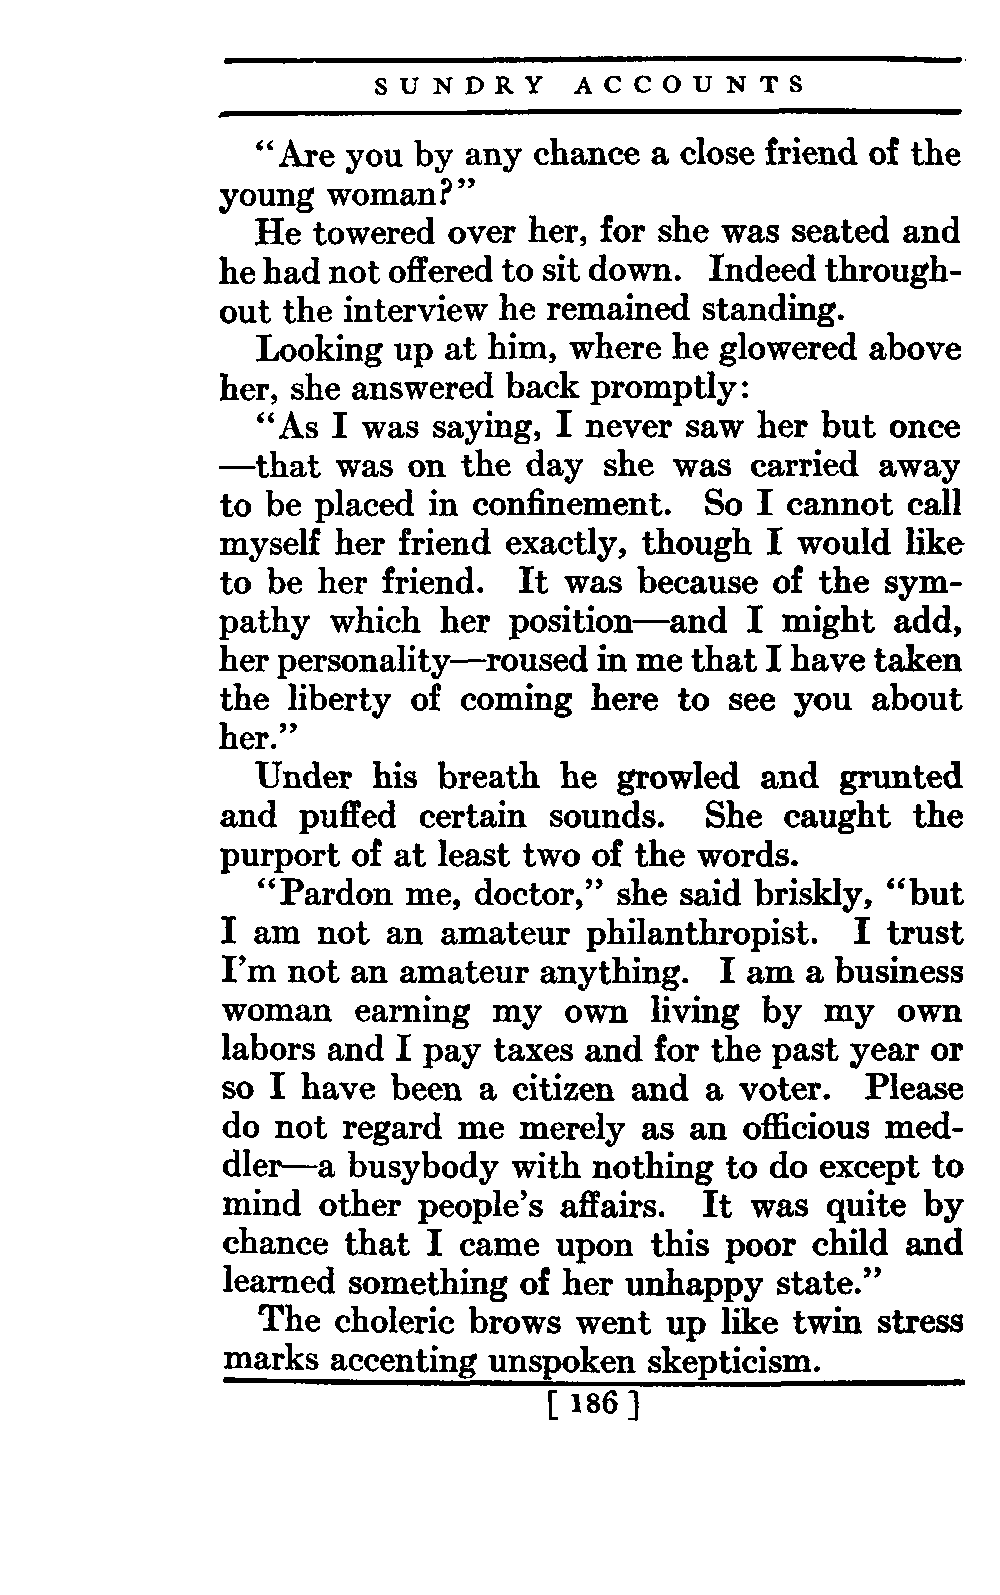 SUNDRY ACCOUNTS
“Are you by any chance a close friend of the
young woman?”
He towered over her, for she was seated and
he had not offered to sit down. Indeed through-
out the interview he remained standing.
Looking up at him, where he glowered above
her, she answered back promptly:
“As I was saying, I never saw her but once
—that was on the day she was carried away
to be placed in confinement. So I cannot call
myself her friend exactly, though I would like
to be her friend. It was because of the sym-
pathy which her position—and I might add,
her personality—roused in me that I have taken
the liberty of coming here to see you about
her.”
Under his breath he growled and grunted
and puffed certain sounds. She caught the
purport of at least two of the words.
“Pardon me, doctor,” she said briskly, “but
I am not an amateur philanthropist. I trust
I’m not an amateur anything. I am a business
woman earning my own living by my own
labors and I pay taxes and for the past year or
so I have been a citizen and a voter. Please
do not regard me merely as an officious med-
dler—a busybody with nothing to do except to
mind other people’s affairs. It was quite by
chance that I came upon this poor child and
learned something of her unhappy state.”
The choleric brows went up like twin stress
marks accenting unspoken skepticism.
[ 186 ]